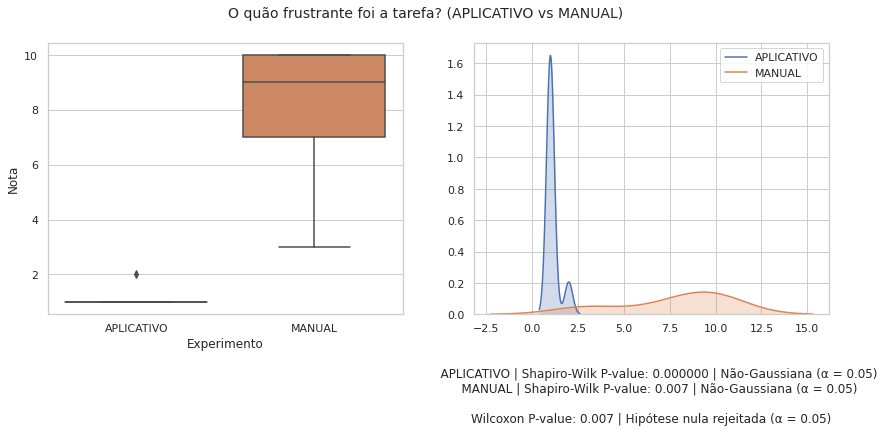 O quão frustrante foi a tarefa? (APLICATIVO vs MANUAL)
10
8
6
4
2
Nota
APLICATIVO
MANUAL
Experimento
APLICATIVO
MANUAL
1.6
1.4
1.2
1.0
0.8
0.6
0.4
0.2
0.0
−2.5
0.0
2.5
5.0
7.5
10.0
12.5
15.0
APLICATIVO | Shapiro-Wilk P-value: 0.000000 | Não-Gaussiana (α = 0.05)
MANUAL | Shapiro-Wilk P-value: 0.007 | Não-Gaussiana (α = 0.05)
Wilcoxon P-value: 0.007 | Hipótese nula rejeitada (α = 0.05)